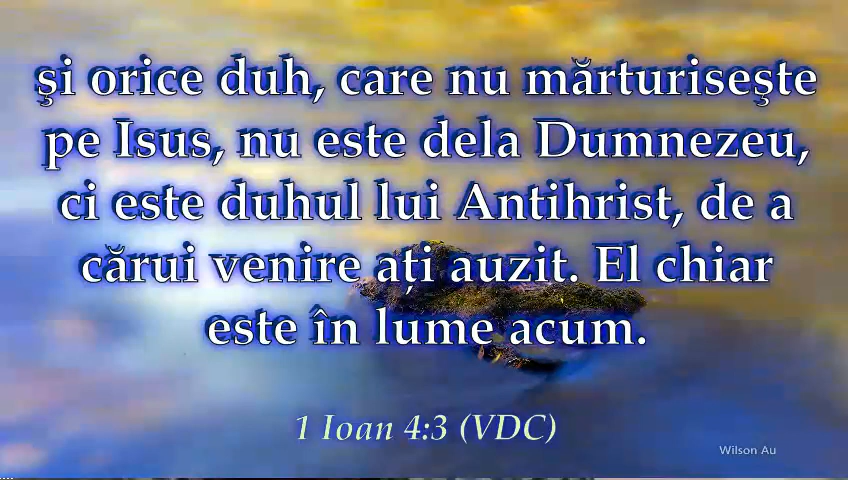 şi orice duh, care nu mărturiseşte
pe Isus, nu este dela Dumnezeu,
ci este duhul lui Antihrist, de a
cărui venire ați auzit. El chiar
este în lume acum.
1 Ioan 4:3 (VDC)
Wilson Au